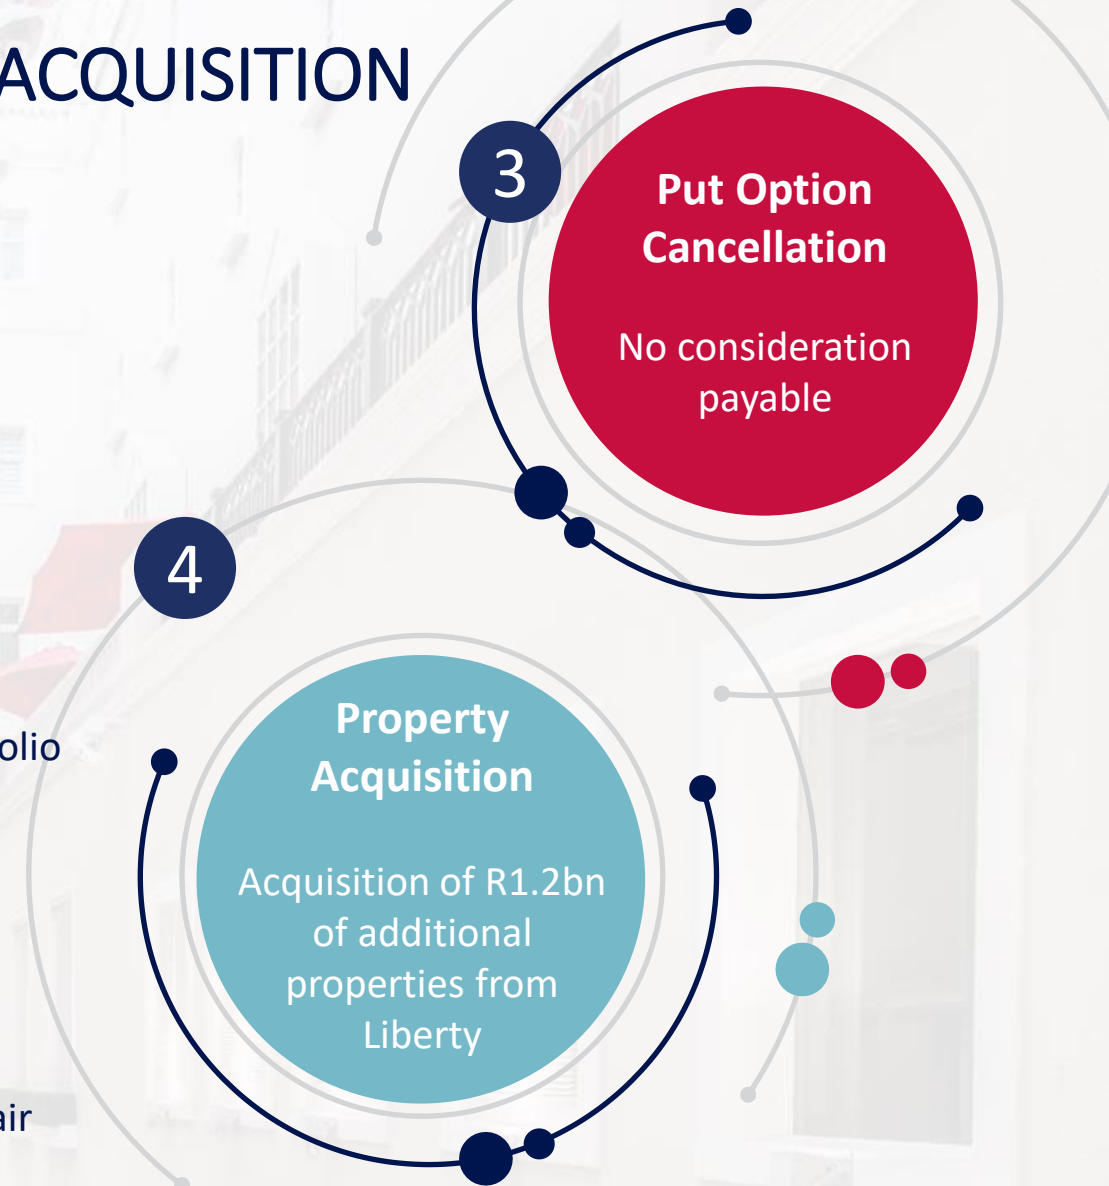 ACQUISITION
3
Put Option
Cancellation
No consideration
payable
4
olio
Property
Acquisition
Acquisition of R1.2bn
of additional
properties from
Liberty
air